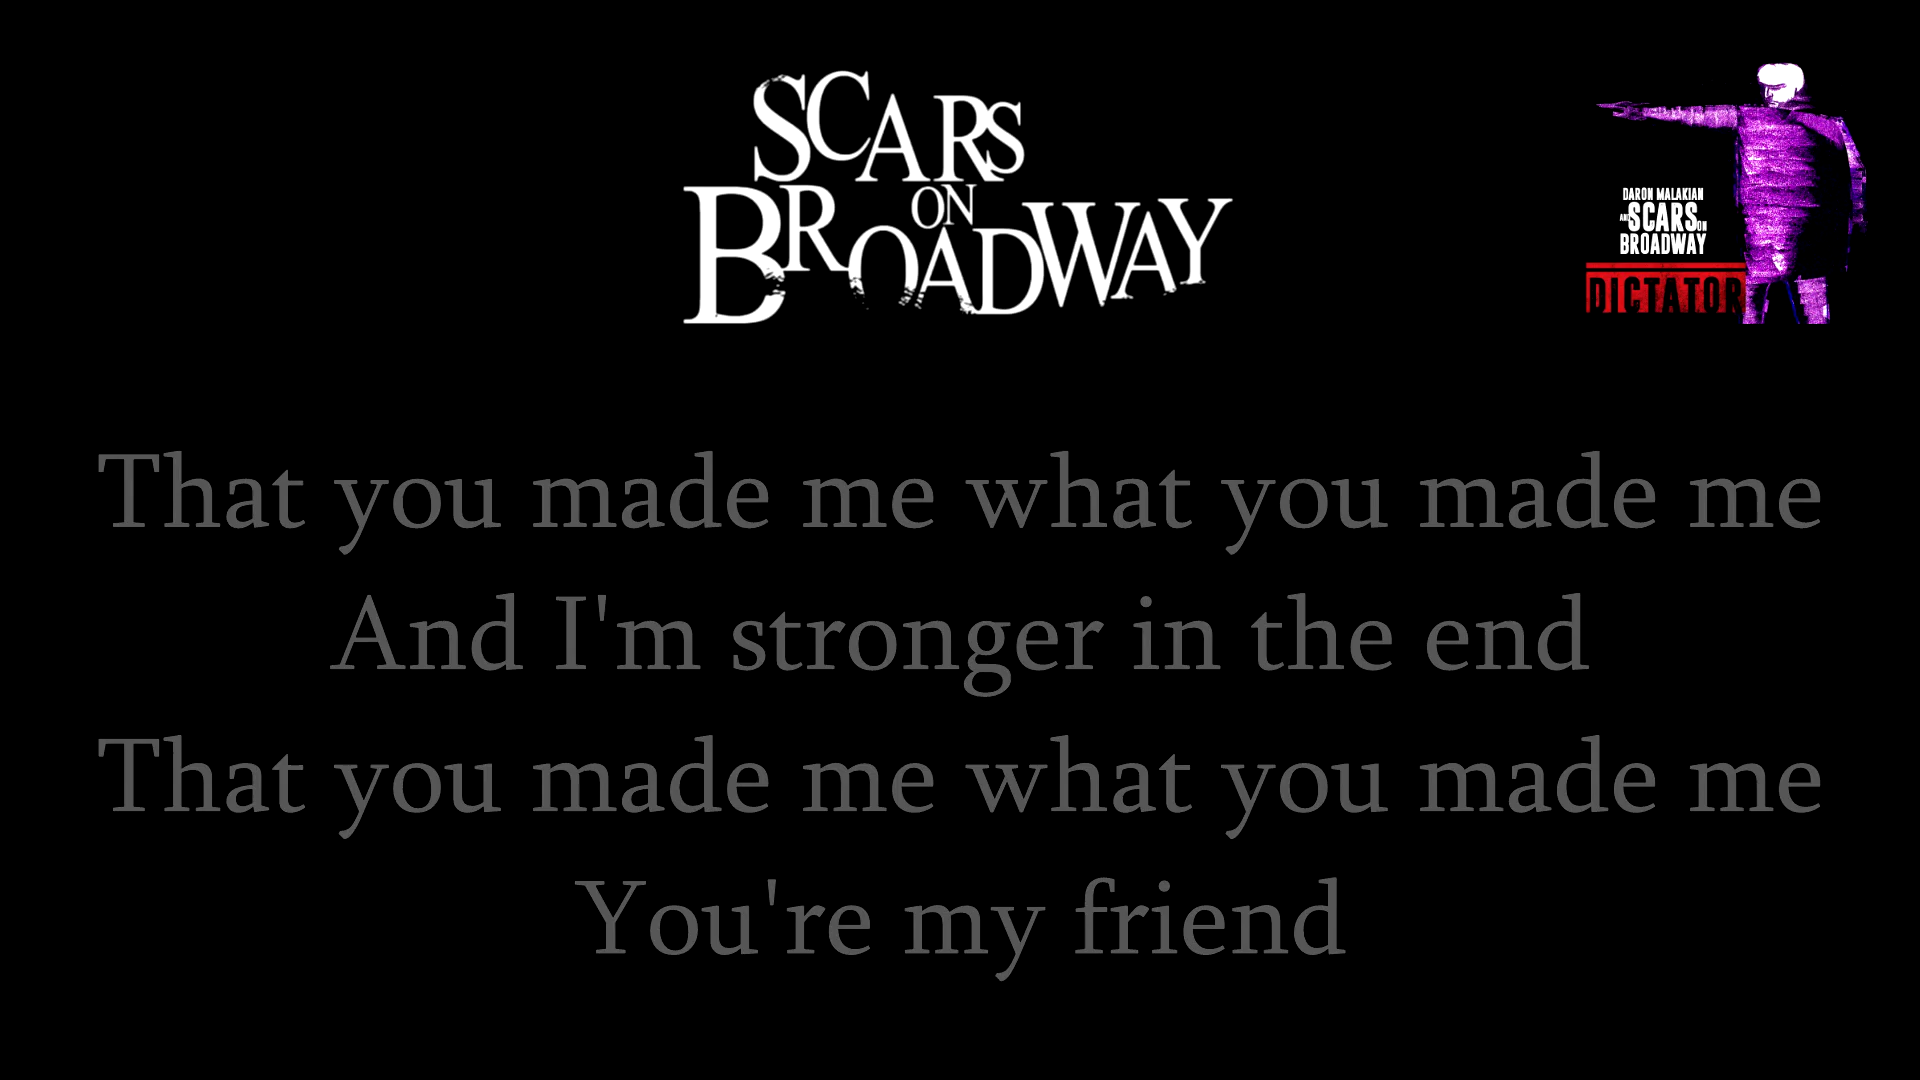 SCARS
ON
BROADWAY
DARON MALAKIAN
AND SCARS ON
BROADWAY
DICTATOR
That you made me what you made me
And I'm stronger in the end
That you made me what you made me
You're my friend